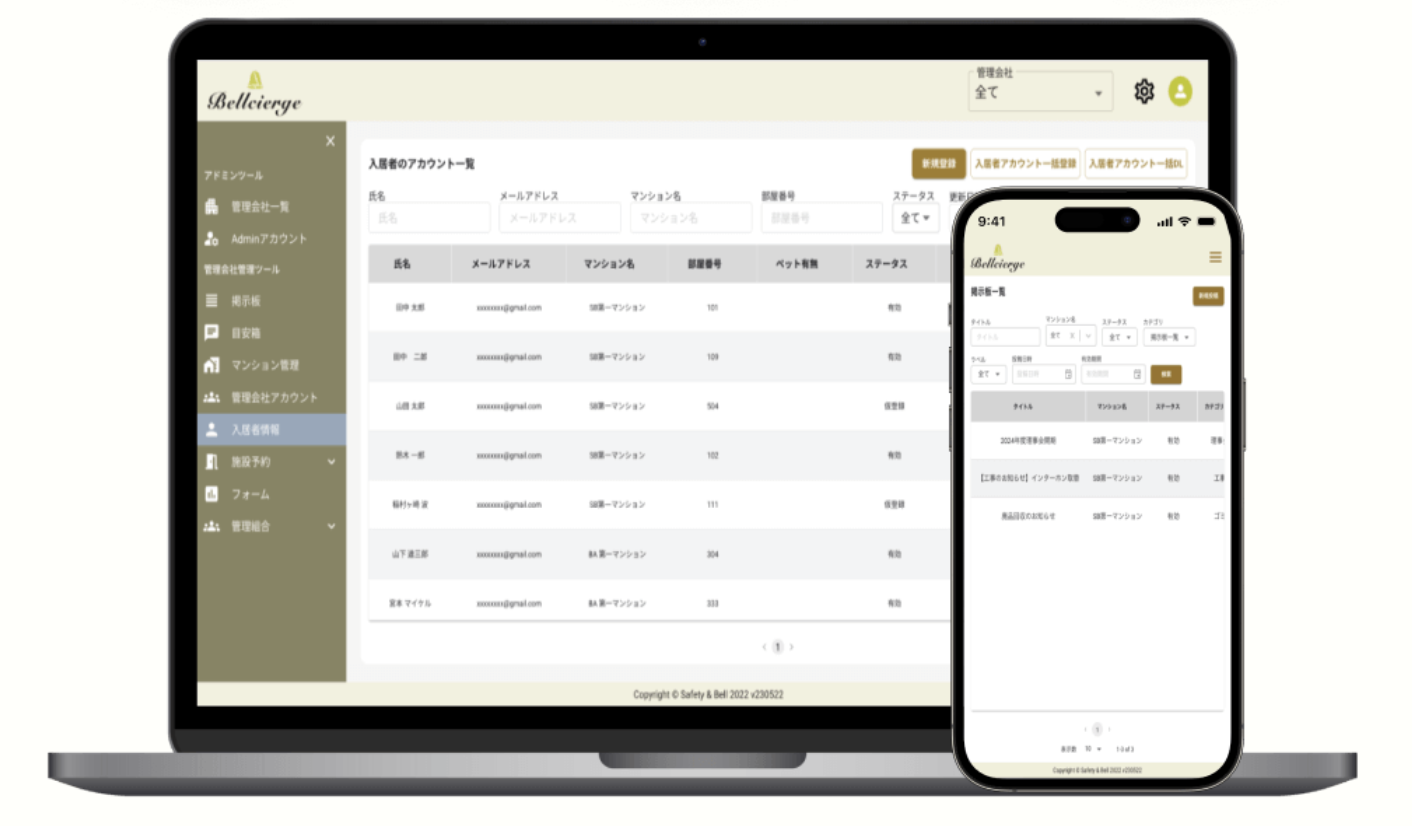 Bellcierge
管理会社
全て
X
アドミンツール
管理会社一覧
Adminアカウント
管理会社管理ツール
掲示板
目安箱
マンション管理
管理会社アカウント
入居者情報
施設予約
フォーム
管理組合
入居者のアカウント一覧
新規登録 入居者アカウント一括登録 入居者アカウント一括DL
氏名 メールアドレス マンション名 部屋番号 ステータス 更新
氏名 メールアドレス マンション名 部屋番号 全て
氏名 メールアドレス マンション名 部屋番号 ペット有無 ステータス
田中 太郎 xxxxxxxx@gmail.com SB第一マンション 101 有効
田中 二郎 xxxxxxxx@gmail.com SB第一マンション 109 有効
山田 太郎 xxxxxxxx@gmail.com SB第一マンション 504 仮登録
鈴木 一郎 xxxxxxxx@gmail.com SB第一マンション 102 有効
稲村ヶ崎 波 xxxxxxxx@gmail.com SB第一マンション 111 仮登録
山下 達三郎 xxxxxxxx@gmail.com BA 第一マンション 304 有効
宮本 マイケル xxxxxxxx@gmail.com BA 第一マンション 333 有効
< 1 >
Copyright © Safety & Bell 2022 v230522
9:41
Bellcierge
掲示板一覧
新規登録
タイトル マンション名 ステータス カテゴリ
タイトル 全て X 全て 掲示板一覧
ラベル 投稿日時 有効期限
全て 投稿日時 有効期限 検索
タイトル マンション名 ステータス カテゴリ
2024年度理事会開催 SB第一マンション 有効 理事
【工事のお知らせ】インターホン取替 SB第一マンション 有効 工事
廃品回収のお知らせ SB第一マンション 有効 ゴミ
< 1 >
表示数 10 1-3 of 3
Copyright © Safety & Bell 2022 v230522